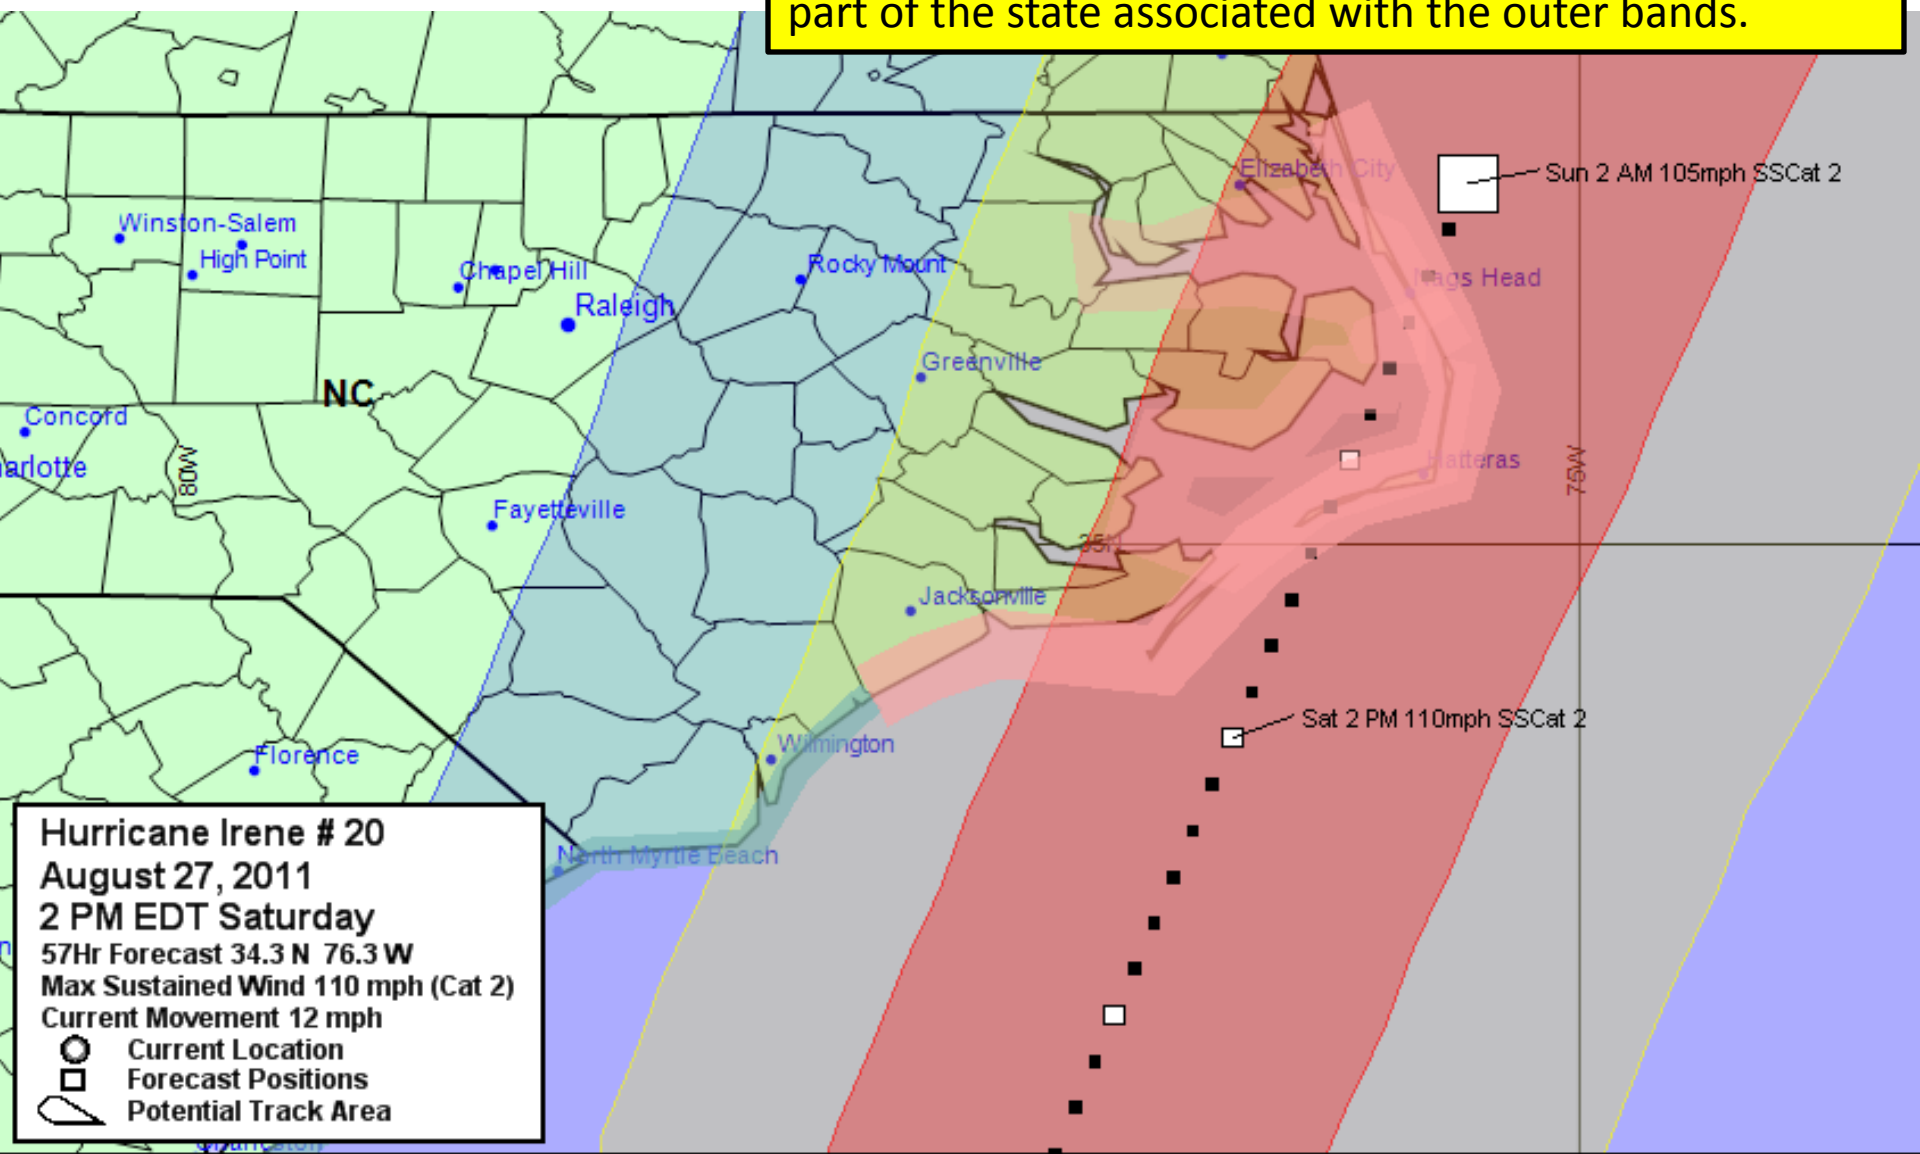 part of the state associated with the outer bands.
Elizabeth City
Sun 2 AM 105mph SSCat 2
Winston-Salem
High Point
Chapel Hill
Rocky Mount
Nags Head
Raleigh
Greenville
NC
Concord
arlotte
80W
Hatteras
75W
Fayetteville
35N
Jacksonville
Sat 2 PM 110mph SSCat 2
Wilmington
Florence
North Myrtle Beach
Hurricane Irene # 20
August 27, 2011
2 PM EDT Saturday
57Hr Forecast 34.3 N 76.3 W
Max Sustained Wind 110 mph (Cat 2)
Current Movement 12 mph
Current Location
Forecast Positions
Potential Track Area